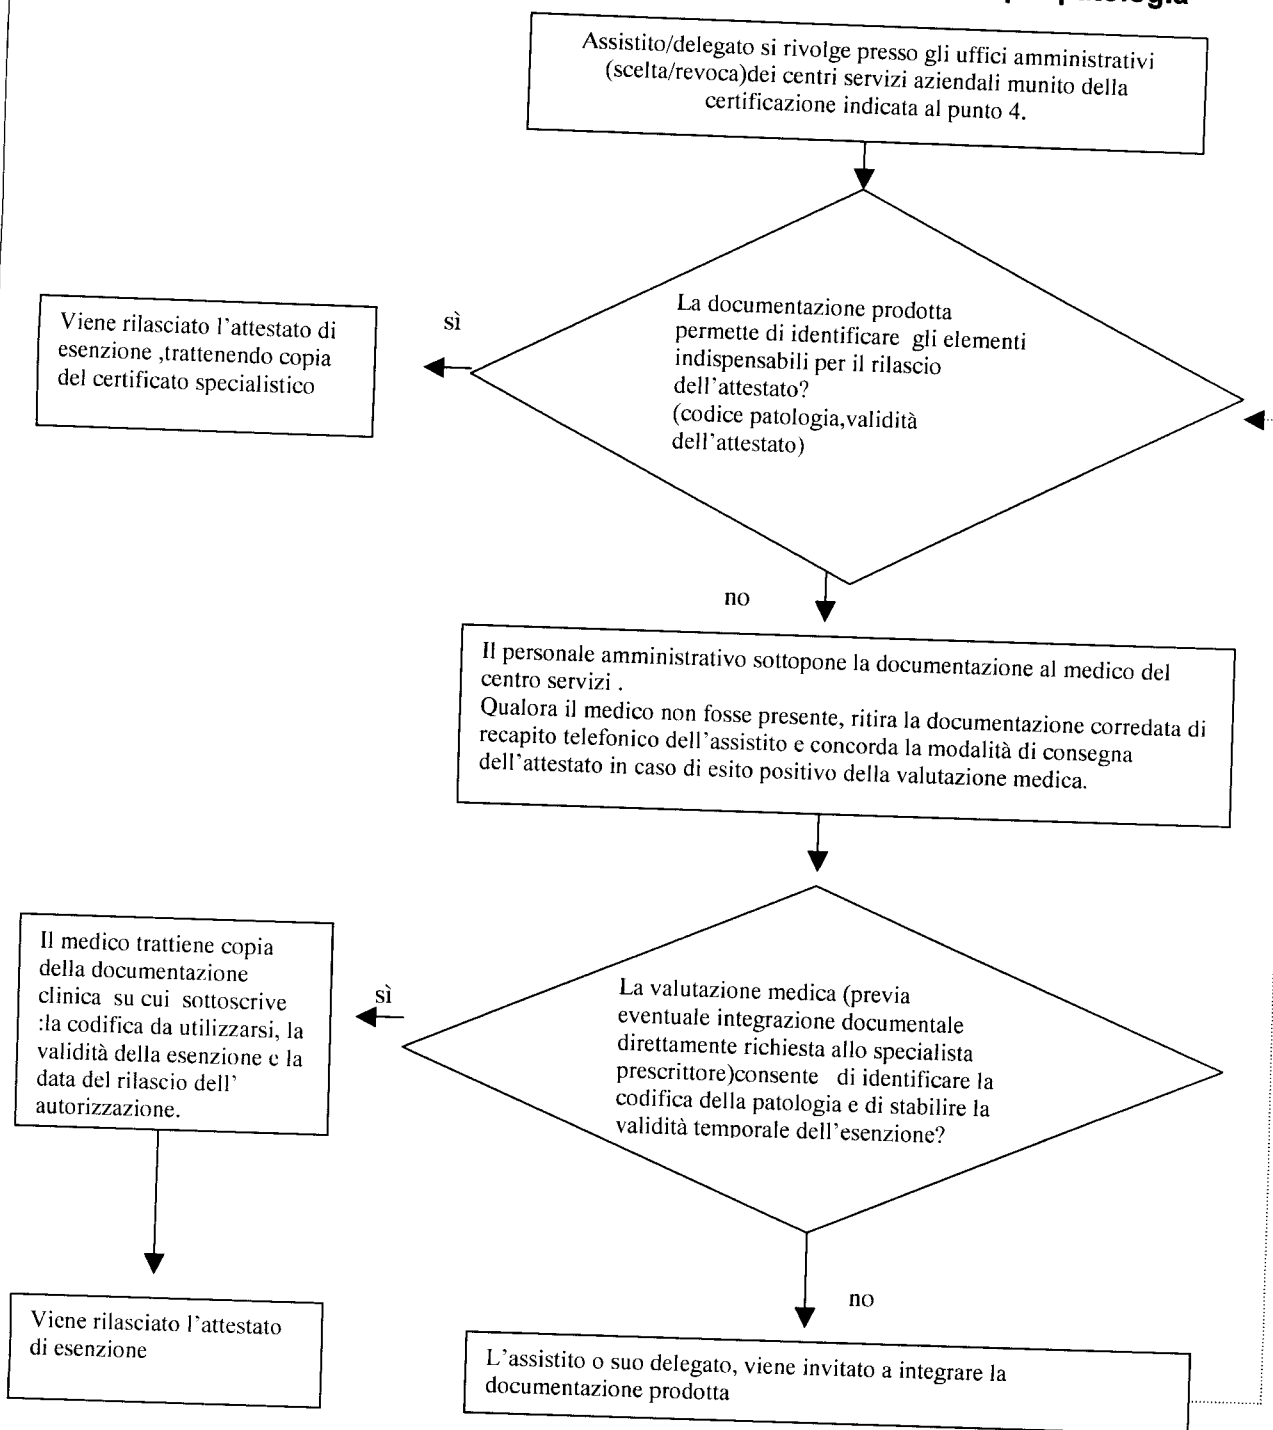 Assistito/delegato si rivolge presso gli uffici amministrativi
(scelta/revoca)dei centri servizi aziendali munito della
certificazione indicata al punto 4.
La documentazione prodotta
permette di identificare gli elementi
indispensabili per il rilascio
dell'attestato?
(codice patologia,validità
dell'attestato)
sì
Viene rilasciato l'attestato di
esenzione ,trattenendo copia
del certificato specialistico
no
Il personale amministrativo sottopone la documentazione al medico del
centro servizi .
Qualora il medico non fosse presente, ritira la documentazione corredata di
recapito telefonico dell'assistito e concorda la modalità di consegna
dell'attestato in caso di esito positivo della valutazione medica.
La valutazione medica (previa
eventuale integrazione documentale
direttamente richiesta allo specialista
prescrittore)consente di identificare la
codifica della patologia e di stabilire la
validità temporale dell'esenzione?
sì
Il medico trattiene copia
della documentazione
clinica su cui sottoscrive
:la codifica da utilizzarsi, la
validità della esenzione e la
data del rilascio dell'
autorizzazione.
Viene rilasciato l'attestato
di esenzione
no
L'assistito o suo delegato, viene invitato a integrare la
documentazione prodotta